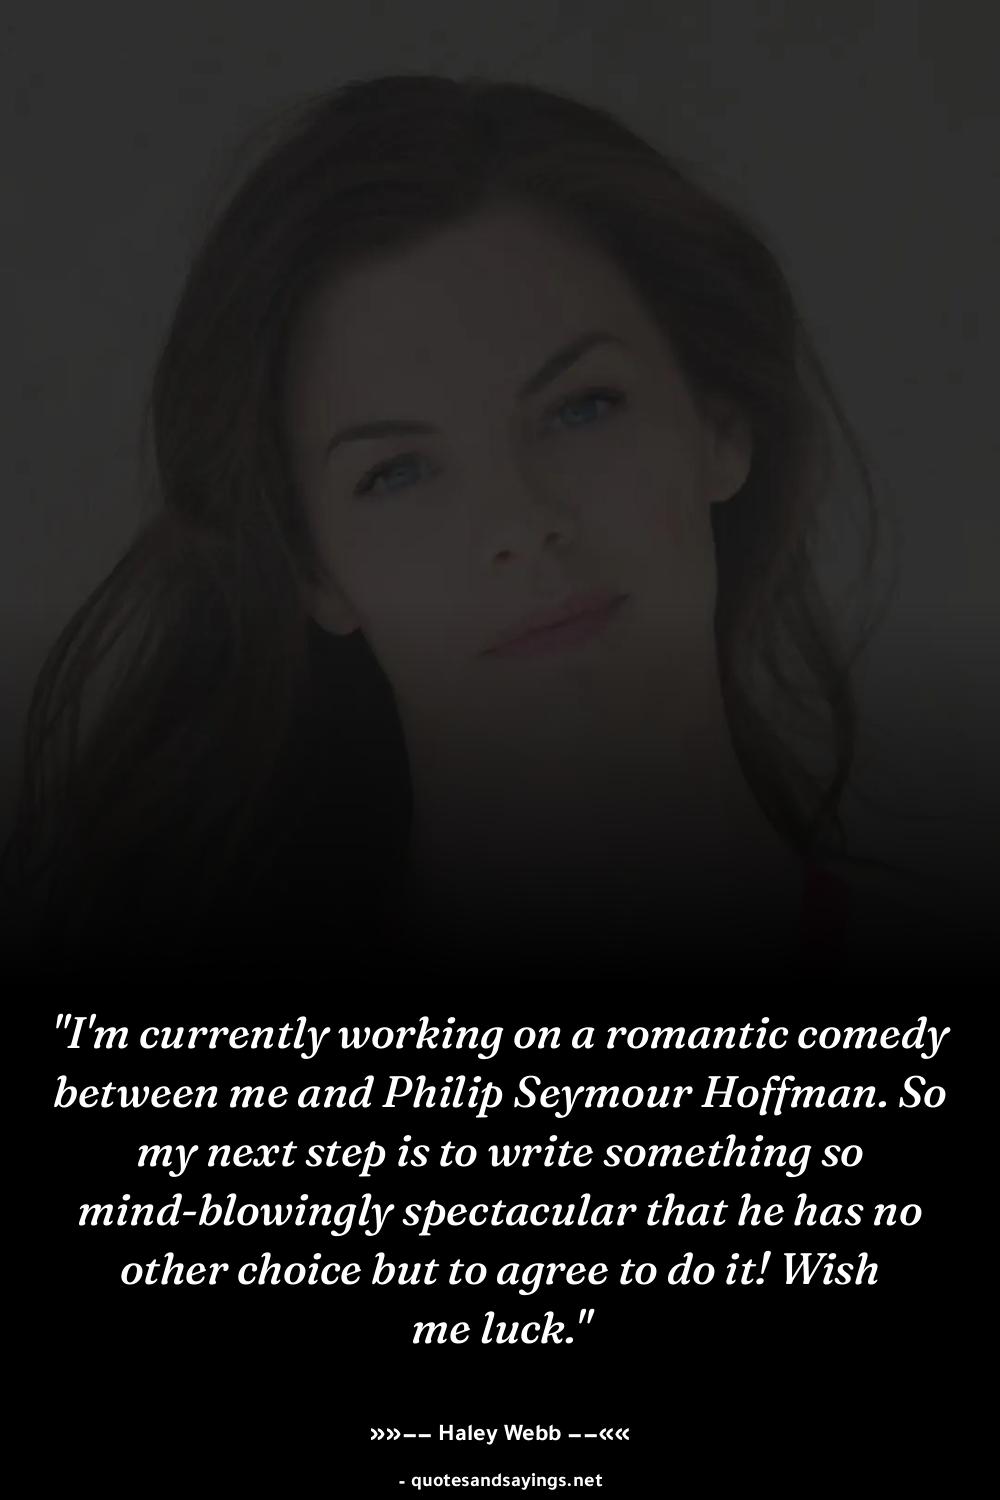 "I'm currently working on a romantic comedy
between me and Philip Seymour Hoffman. So
my next step is to write something so
mind-blowingly spectacular that he has no
other choice but to agree to do it! Wish
me luck."
»»−− Haley Webb −−««
- quotesandsayings.net